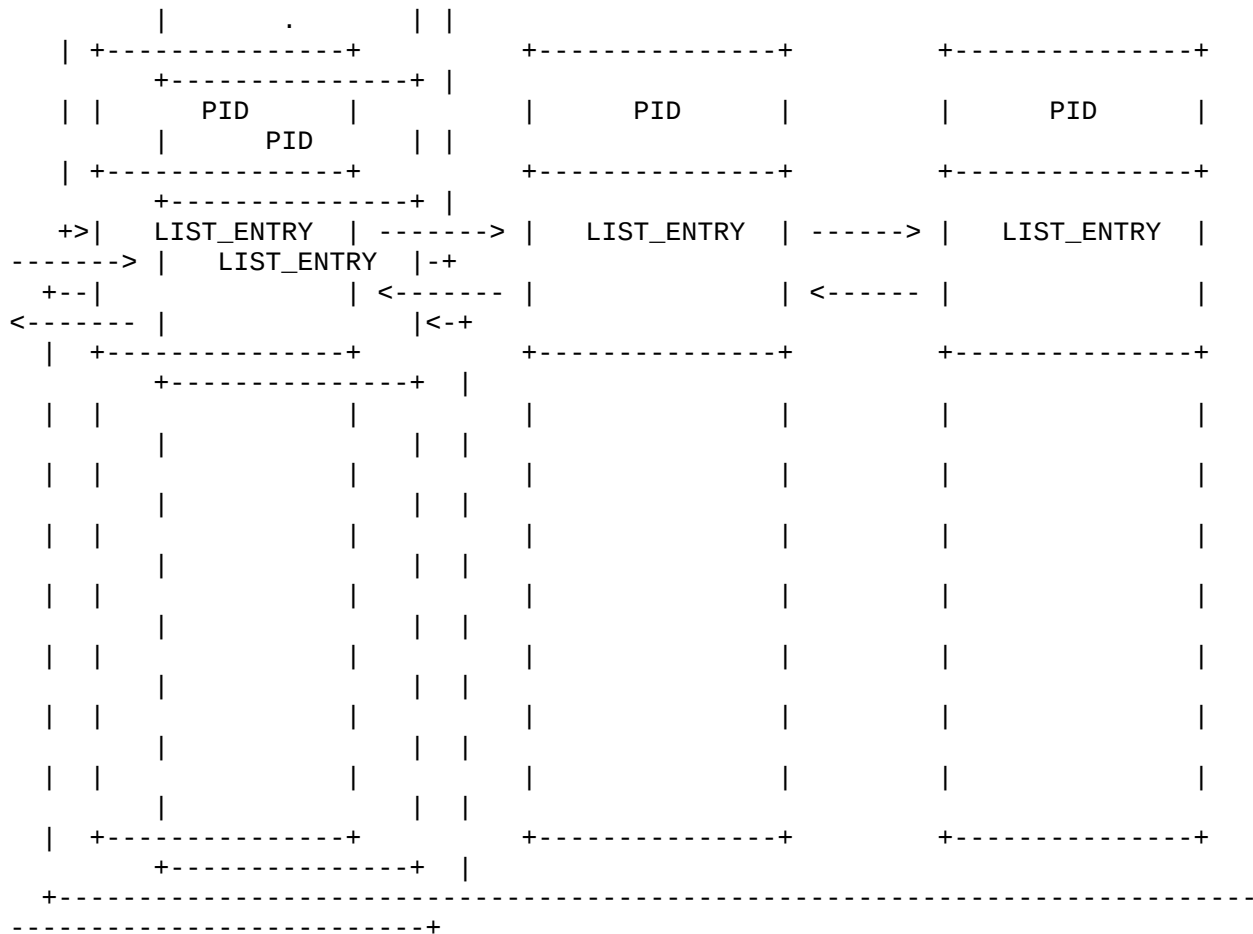 |       .       | |
| +---------------+          +---------------+         +---------------+
+---------------+ |
| |      PID      |          |      PID      |         |      PID      |
|      PID      | |
| +---------------+          +---------------+         +---------------+
+---------------+ |
+>|   LIST_ENTRY  | -------> |   LIST_ENTRY  | ------> |   LIST_ENTRY  |
-------> |   LIST_ENTRY  |-+
+--|               | <------- |               | <------ |               |
<------- |               |<-+
|  +---------------+          +---------------+         +---------------+
+---------------+  |
|  |               |          |               |         |               |
|               |  |
|  |               |          |               |         |               |
|               |  |
|  |               |          |               |         |               |
|               |  |
|  |               |          |               |         |               |
|               |  |
|  |               |          |               |         |               |
|               |  |
|  |               |          |               |         |               |
|               |  |
|  |               |          |               |         |               |
|               |  |
|  +---------------+          +---------------+         +---------------+
+---------------+  |
+---------------------------------------------------------------------------
--------------------------+